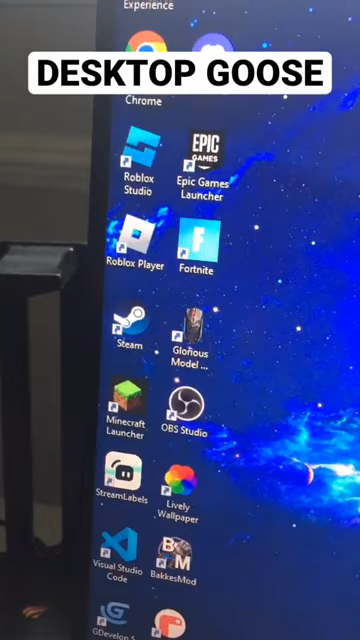 Experience
DESKTOP GOOSE
Chrome
Roblox
Studio
EPIC
GAMES
Epic Games
Launcher
Roblox Player
F
Fortnite
Steam
Glorious
Model ...
Minecraft
Launcher
OBS Studio
StreamLabels
Lively
Wallpaper
Visual Studio
Code
B
M
BakkesMod
GDevelop 5